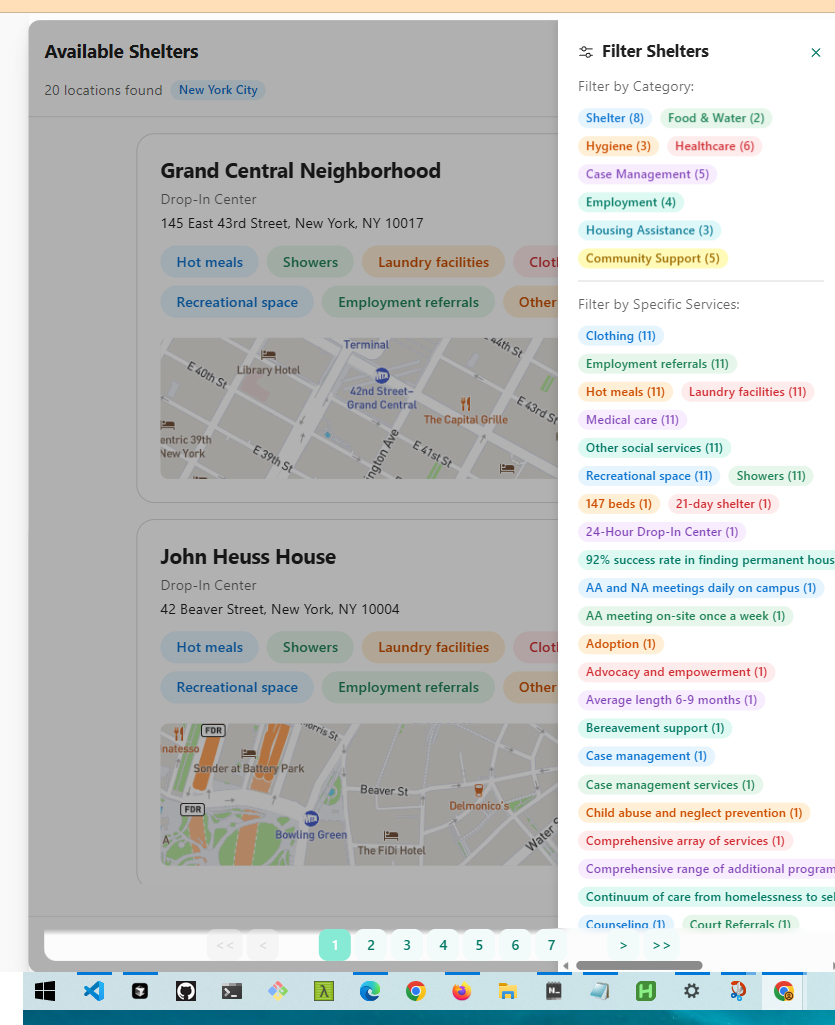 Available Shelters
20 locations found New York City
Grand Central Neighborhood
Drop-In Center
145 East 43rd Street, New York, NY 10017
Hot meals Showers Laundry facilities Clot
Recreational space Employment referrals Other
Terminal
44th St
E 40th St
Library Hotel
42nd Street–
Grand Central
The Capital Grille
E 43rd S
entric 39th
New York
E 39th St
ngton Ave
E 41st St
John Heuss House
Drop-In Center
42 Beaver Street, New York, NY 10004
Hot meals Showers Laundry facilities Clot
Recreational space Employment referrals Other
FDR
orris St
natesso
Sonder at Battery Park
Beaver St
Delmonico's
FDR
Bowling Green
Water S
A
The FiDi Hotel
<< < 1 2 3 4 5 6 7 > >>
Filter Shelters
Filter by Category:
Shelter (8) Food & Water (2)
Hygiene (3) Healthcare (6)
Case Management (5)
Employment (4)
Housing Assistance (3)
Community Support (5)
Filter by Specific Services:
Clothing (11)
Employment referrals (11)
Hot meals (11) Laundry facilities (11)
Medical care (11)
Other social services (11)
Recreational space (11) Showers (11)
147 beds (1) 21-day shelter (1)
24-Hour Drop-In Center (1)
92% success rate in finding permanent hous
AA and NA meetings daily on campus (1)
AA meeting on-site once a week (1)
Adoption (1)
Advocacy and empowerment (1)
Average length 6-9 months (1)
Bereavement support (1)
Case management (1)
Case management services (1)
Child abuse and neglect prevention (1)
Comprehensive array of services (1)
Comprehensive range of additional program
Continuum of care from homelessness to sel
Counseling (1) Court Referrals (1)